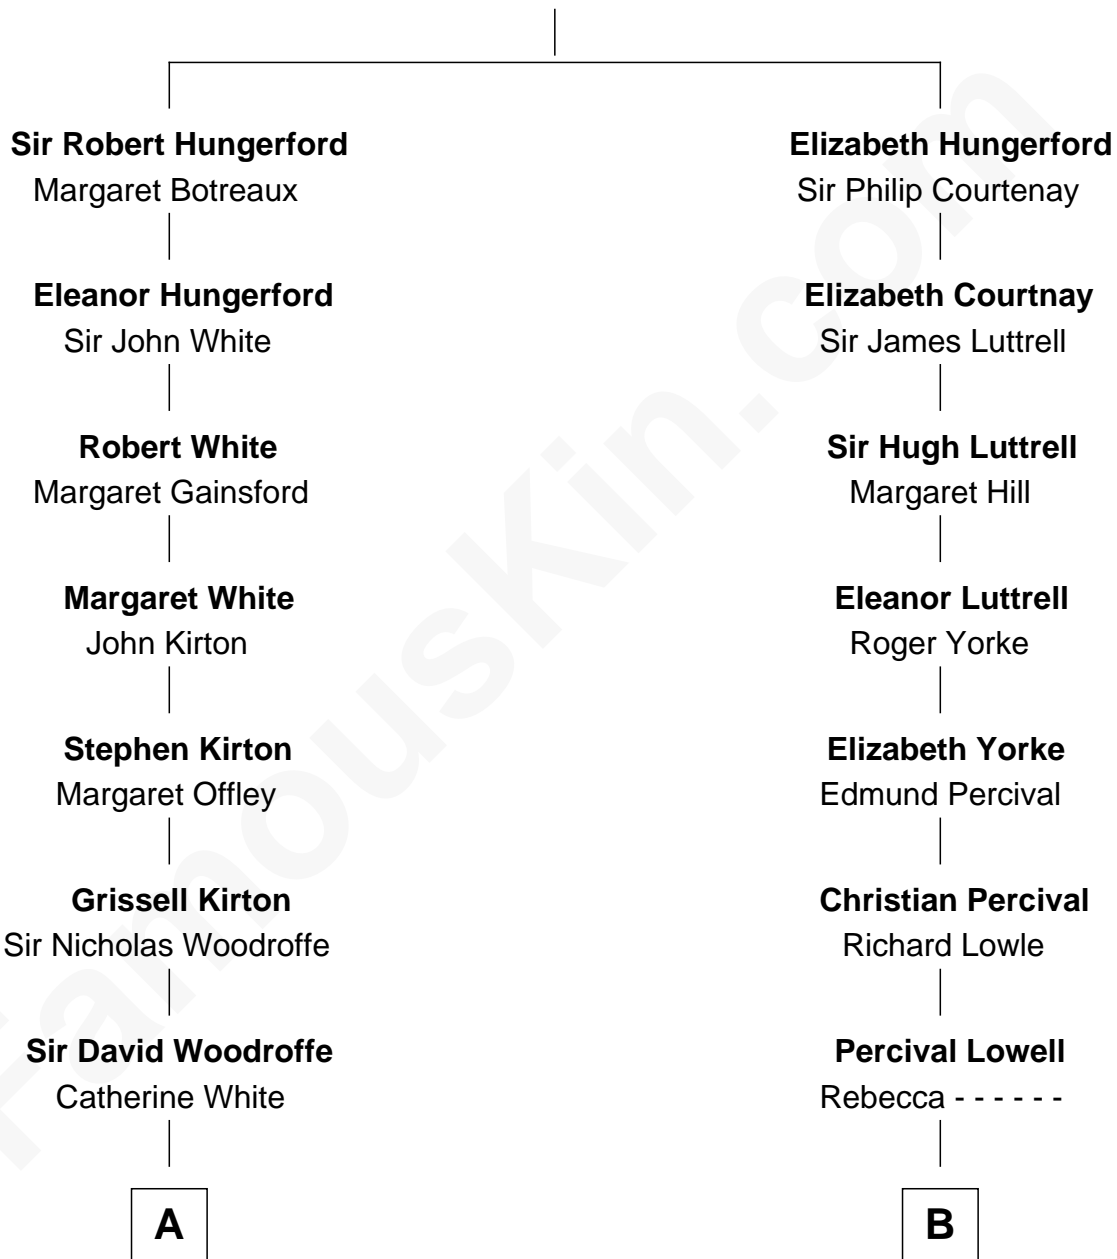 Sir Robert Hungerford
Margaret Botreaux
Eleanor Hungerford
Sir John White
Robert White
Margaret Gainsford
Margaret White
John Kirton
Stephen Kirton
Margaret Offley
Grissell Kirton
Sir Nicholas Woodroffe
Sir David Woodroffe
Catherine White
A
Elizabeth Hungerford
Sir Philip Courtenay
Elizabeth Courtnay
Sir James Luttrell
Sir Hugh Luttrell
Margaret Hill
Eleanor Luttrell
Roger Yorke
Elizabeth Yorke
Edmund Percival
Christian Percival
Richard Lowle
Percival Lowell
Rebecca - - - - - -
B
FamousKin.com